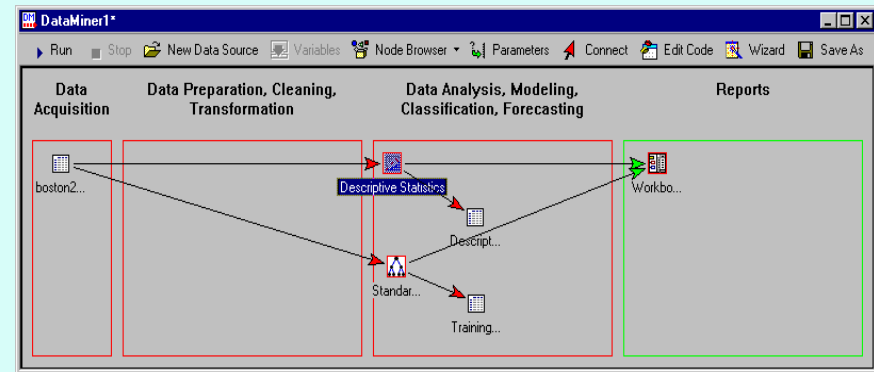 DataMiner1*
Run Stop New Data Source Variables Node Browser Parameters Connect Edit Code Wizard Save As
Data
Acquisition
Data Preparation, Cleaning,
Transformation
Data Analysis, Modeling,
Classification, Forecasting
Reports
boston2...
Descriptive Statistics
Workbo...
Descript...
Standar...
Training...